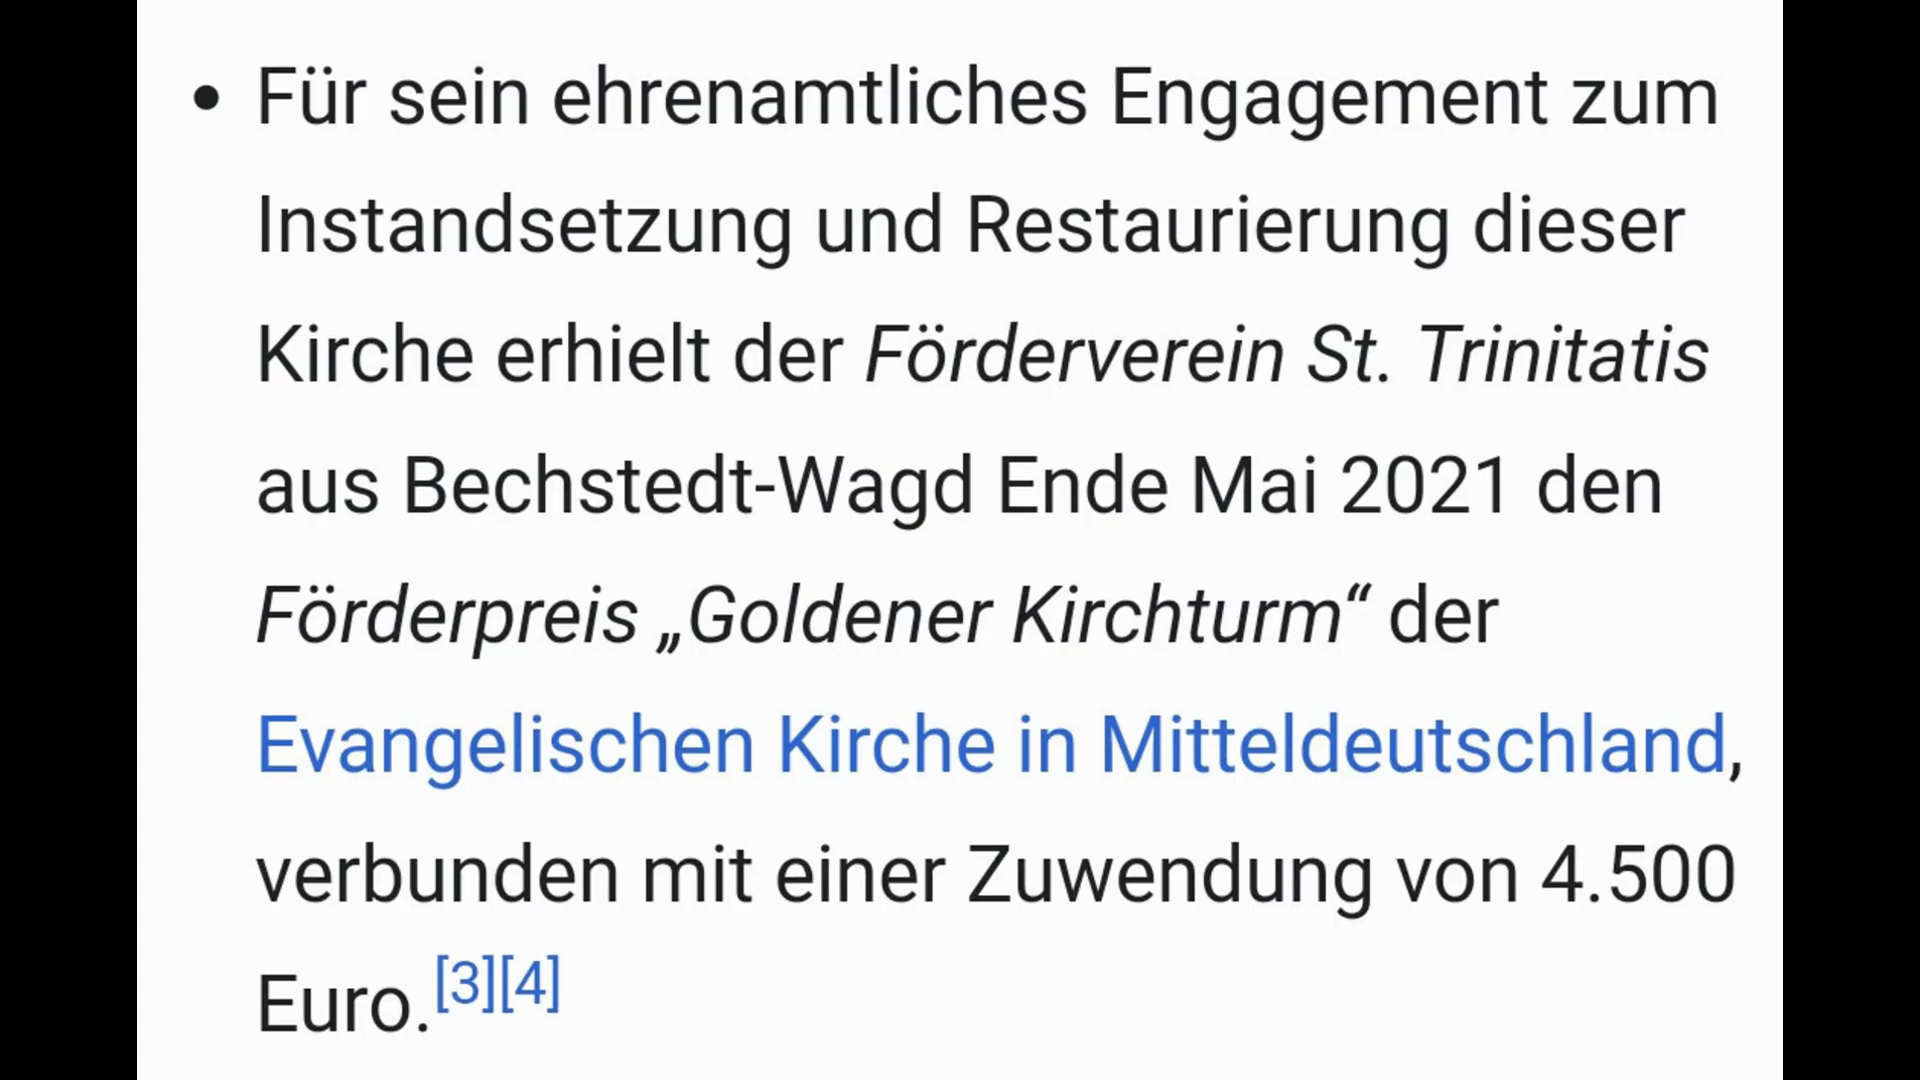 • Für sein ehrenamtliches Engagement zum
Instandsetzung und Restaurierung dieser
Kirche erhielt der Förderverein St. Trinitatis
aus Bechstedt-Wagd Ende Mai 2021 den
Förderpreis „Goldener Kirchturm“ der
Evangelischen Kirche in Mitteldeutschland,
verbunden mit einer Zuwendung von 4.500
Euro.[3][4]